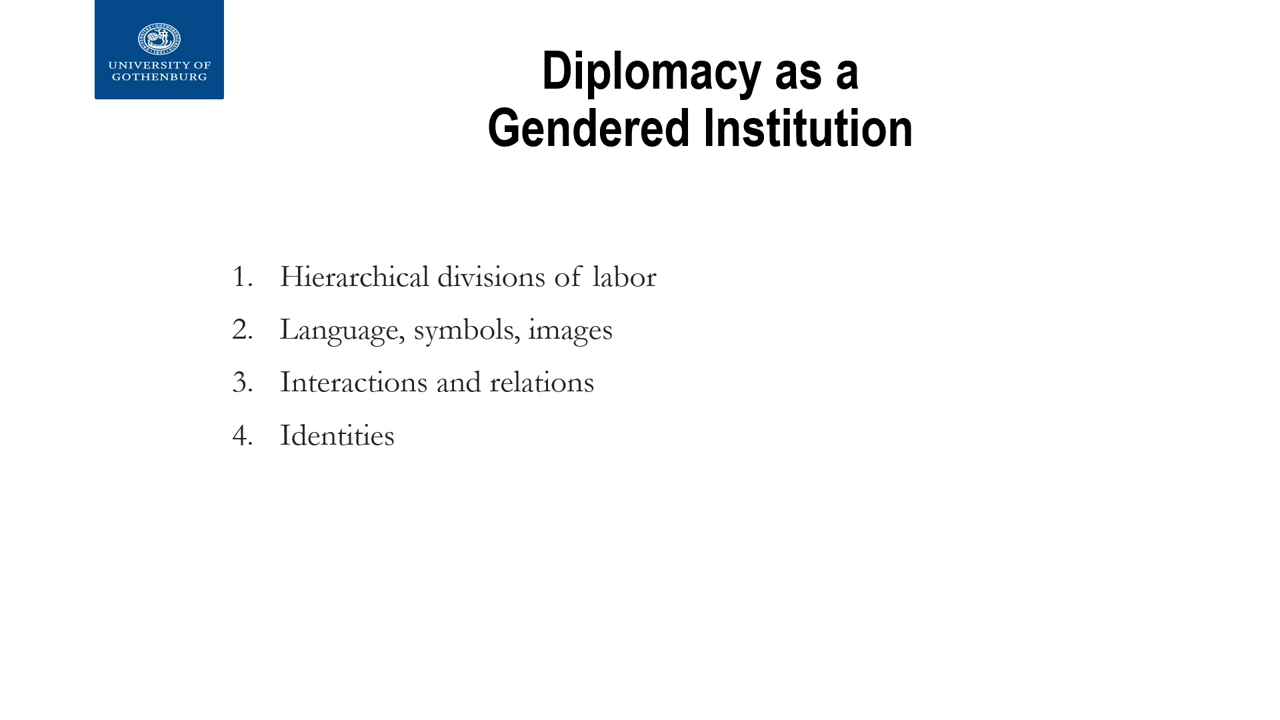 UNIVERSITY OF
GOTHENBURG
Diplomacy as a
Gendered Institution
1. Hierarchical divisions of labor
2. Language, symbols, images
3. Interactions and relations
4. Identities